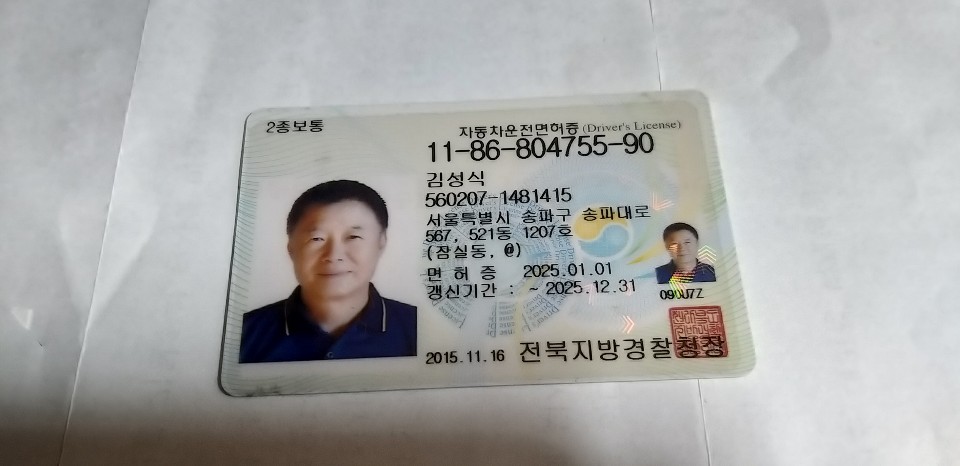 2종보통
자동차운전면허증 (Driver's License)
11-86-804755-90
김성식
560207-1481415
서울특별시 송파구 송파대로
567, 521동 1207호
(잠실동, @)
면 허 증 2025.01.01
갱신기간 : ~ 2025.12.31
2015.11.16 전북지방경찰청장